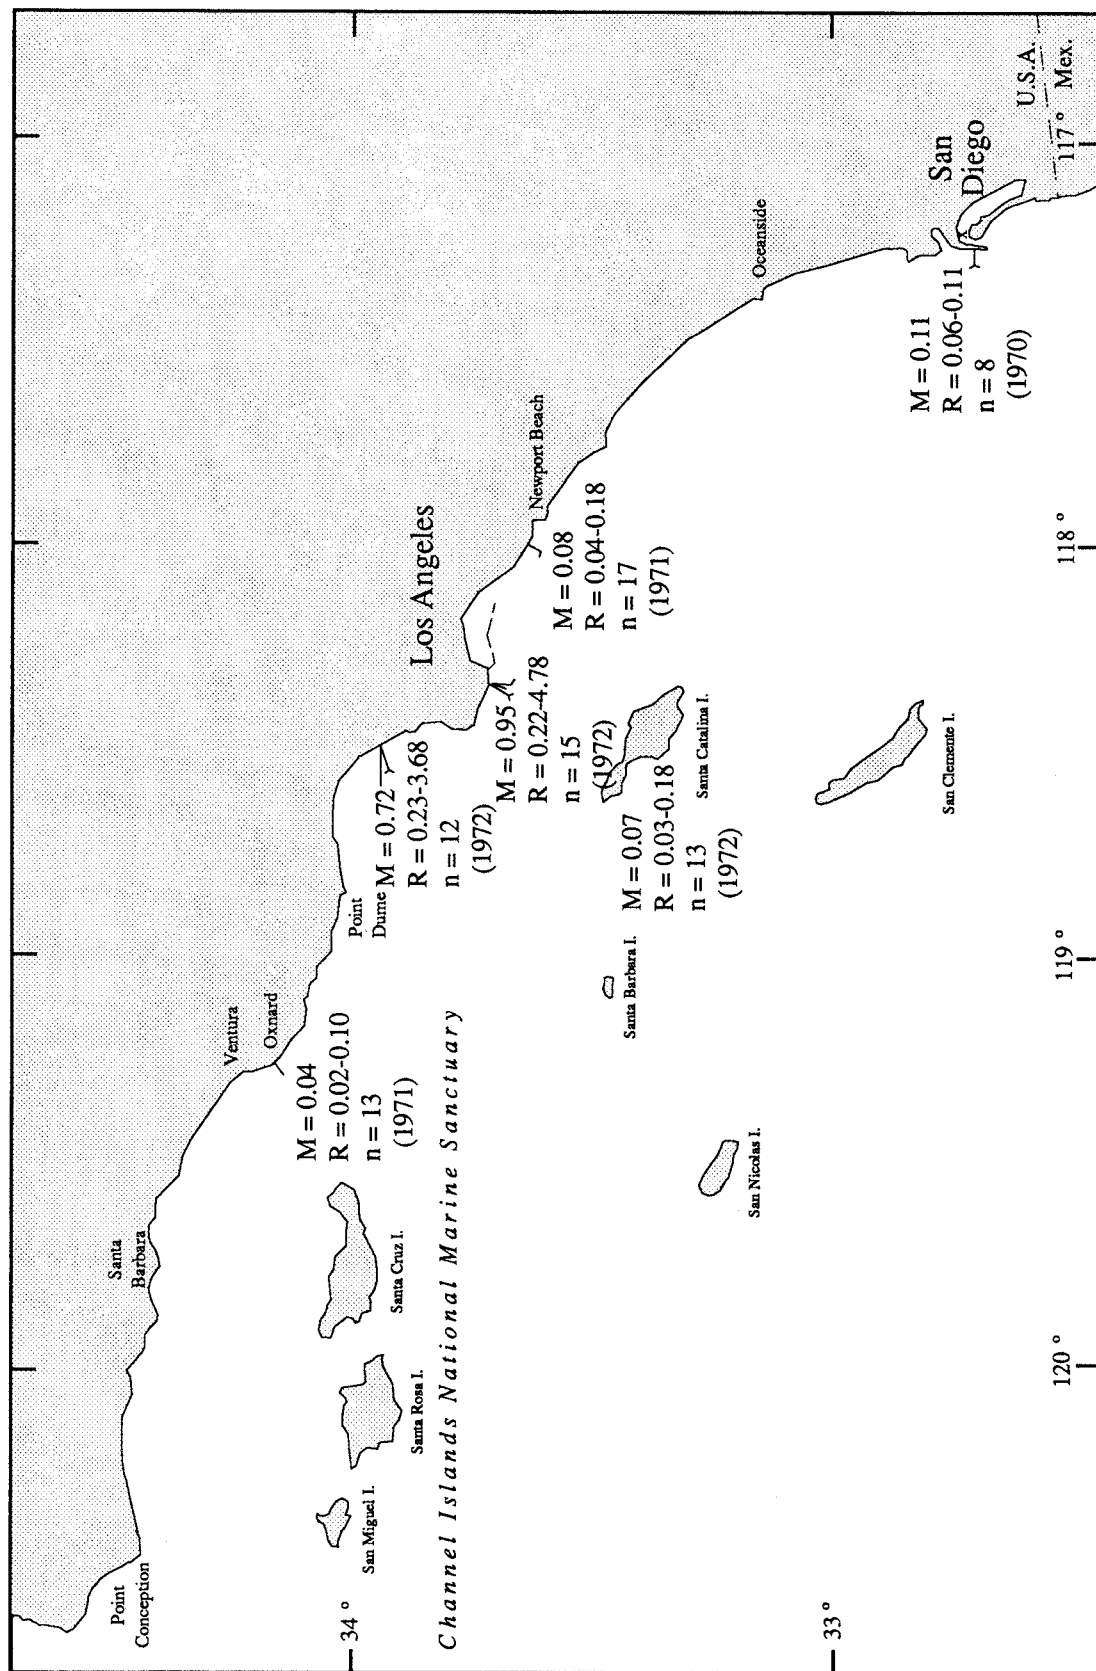 Point
Conception
Santa
Barbara
Ventura
Oxnard
Point
Dume
Los Angeles
Newport Beach
Oceanside
San
Diego
U.S.A.
Mex.
M = 0.04
R = 0.02-0.10
n = 13
(1971)
M = 0.72
R = 0.23-3.68
n = 12
(1972)
M = 0.95
R = 0.22-4.78
n = 15
(1972)
M = 0.08
R = 0.04-0.18
n = 17
(1971)
M = 0.07
R = 0.03-0.18
n = 13
(1972)
M = 0.11
R = 0.06-0.11
n = 8
(1970)
San Miguel I.
Santa Rosa I.
Santa Cruz I.
Channel Islands National Marine Sanctuary
Santa Barbara I.
Santa Catalina I.
San Nicolas I.
San Clemente I.
34 °
33 °
120 °
119 °
118 °
117 °